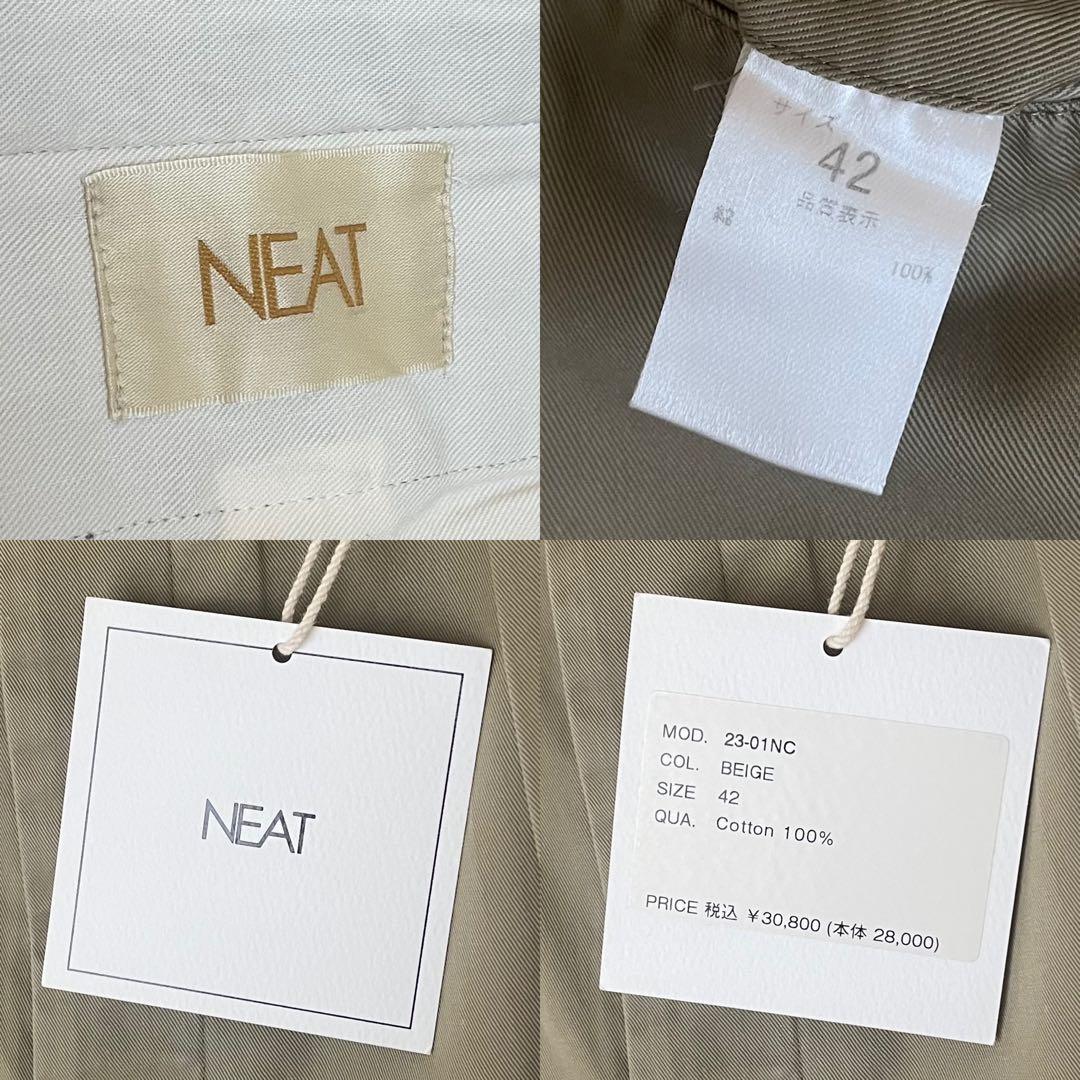 NEAT
サイズ
42
品質表示
綿
100%
NEAT
MOD. 23-01NC
COL. BEIGE
SIZE 42
QUA. Cotton 100%
PRICE 税込 ¥30,800 (本体 28,000)